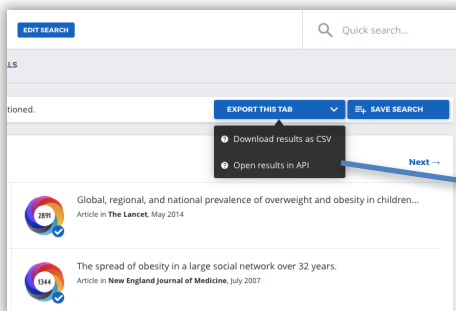 EDIT SEARCH
Quick search...
LS
tioned.
EXPORT THIS TAB
SAVE SEARCH
Download results as CSV
Open results in API
Next →
2891
Global, regional, and national prevalence of overweight and obesity in children...
Article in The Lancet, May 2014
1344
The spread of obesity in a large social network over 32 years.
Article in New England Journal of Medicine, July 2007